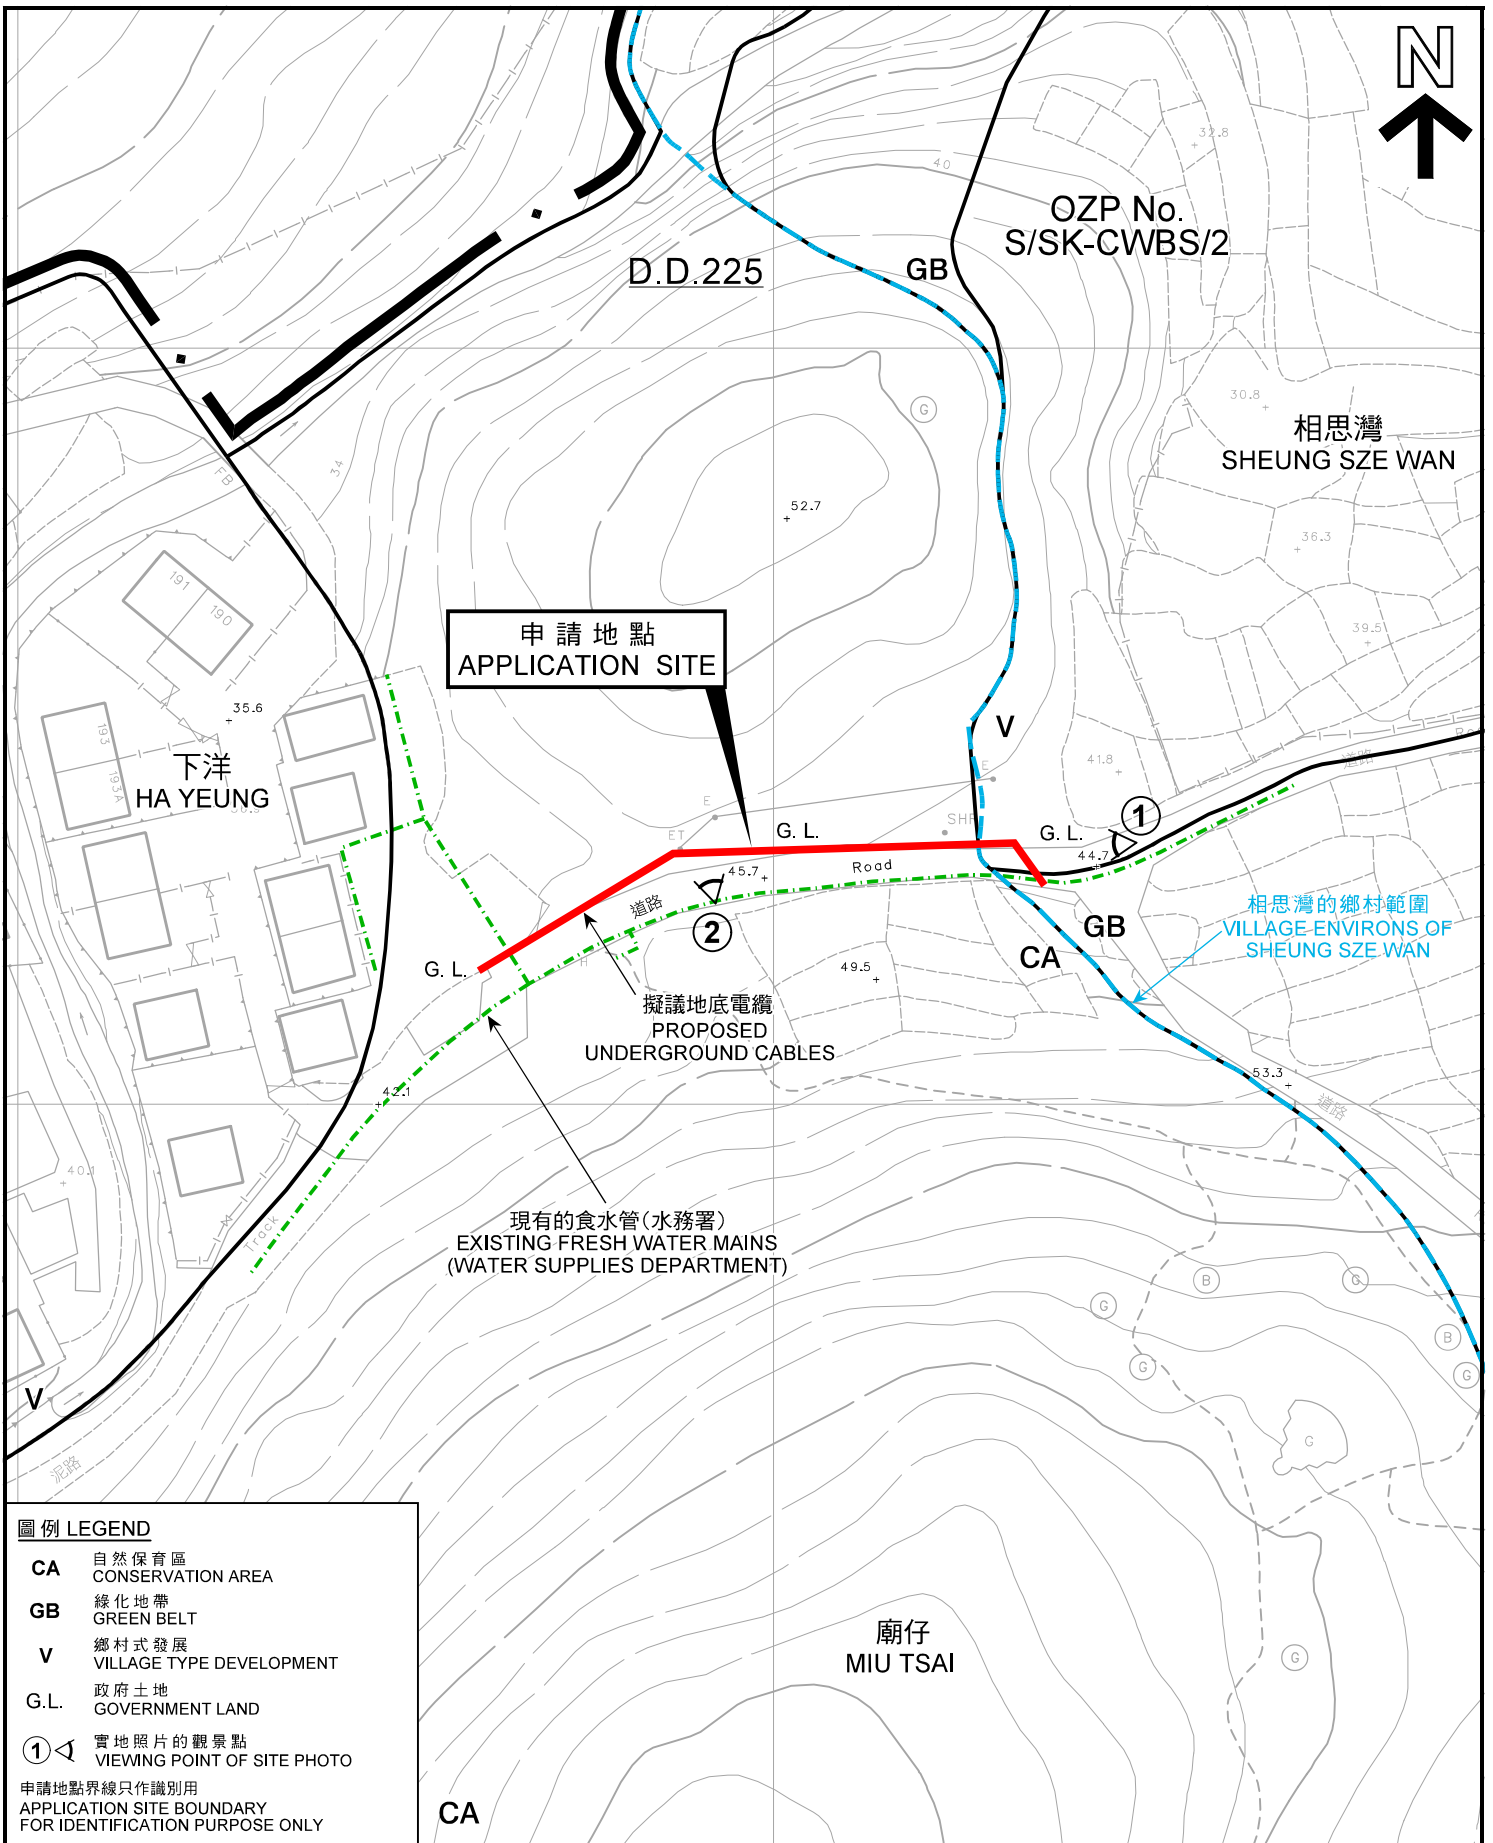 N
32.8
40
OZP No.
S/SK-CWBS/2
D.D.225
GB
30.8
G
相思灣
SHEUNG SZE WAN
34
FB
52.7
36.3
191
190
39.5
申請地點
APPLICATION SITE
35.6
193
193A
V
下洋
HA YEUNG
41.8
道路
E
E
ET
SHR
G. L.
G. L.
1
44.7
Road
45.7
道路
2
相思灣的鄉村範圍
VILLAGE ENVIRONS OF
SHEUNG SZE WAN
GB
CA
G. L.
H
49.5
擬議地底電纜
PROPOSED
UNDERGROUND CABLES
53.3
道路
42.1
40.1
Track
現有的食水管(水務署)
EXISTING FRESH WATER MAINS
(WATER SUPPLIES DEPARTMENT)
B
G
G
B
G
G
V
泥路
G
圖例 LEGEND
CA 自然保育區
CONSERVATION AREA
GB 綠化地帶
GREEN BELT
V 鄉村式發展
VILLAGE TYPE DEVELOPMENT
G.L. 政府土地
GOVERNMENT LAND
1 實地照片的觀景點
VIEWING POINT OF SITE PHOTO
申請地點界線只作識別用
APPLICATION SITE BOUNDARY
FOR IDENTIFICATION PURPOSE ONLY
廟仔
MIU TSAI
G
CA